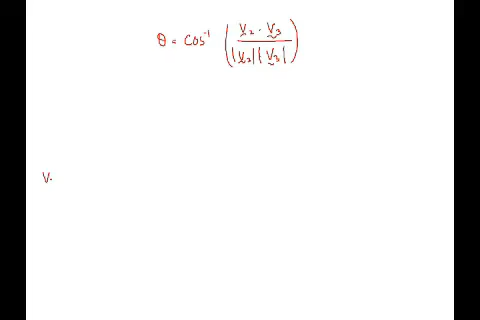 θ = cos⁻¹ (v₂ · v₃ / |v₂| |v₃|)
v